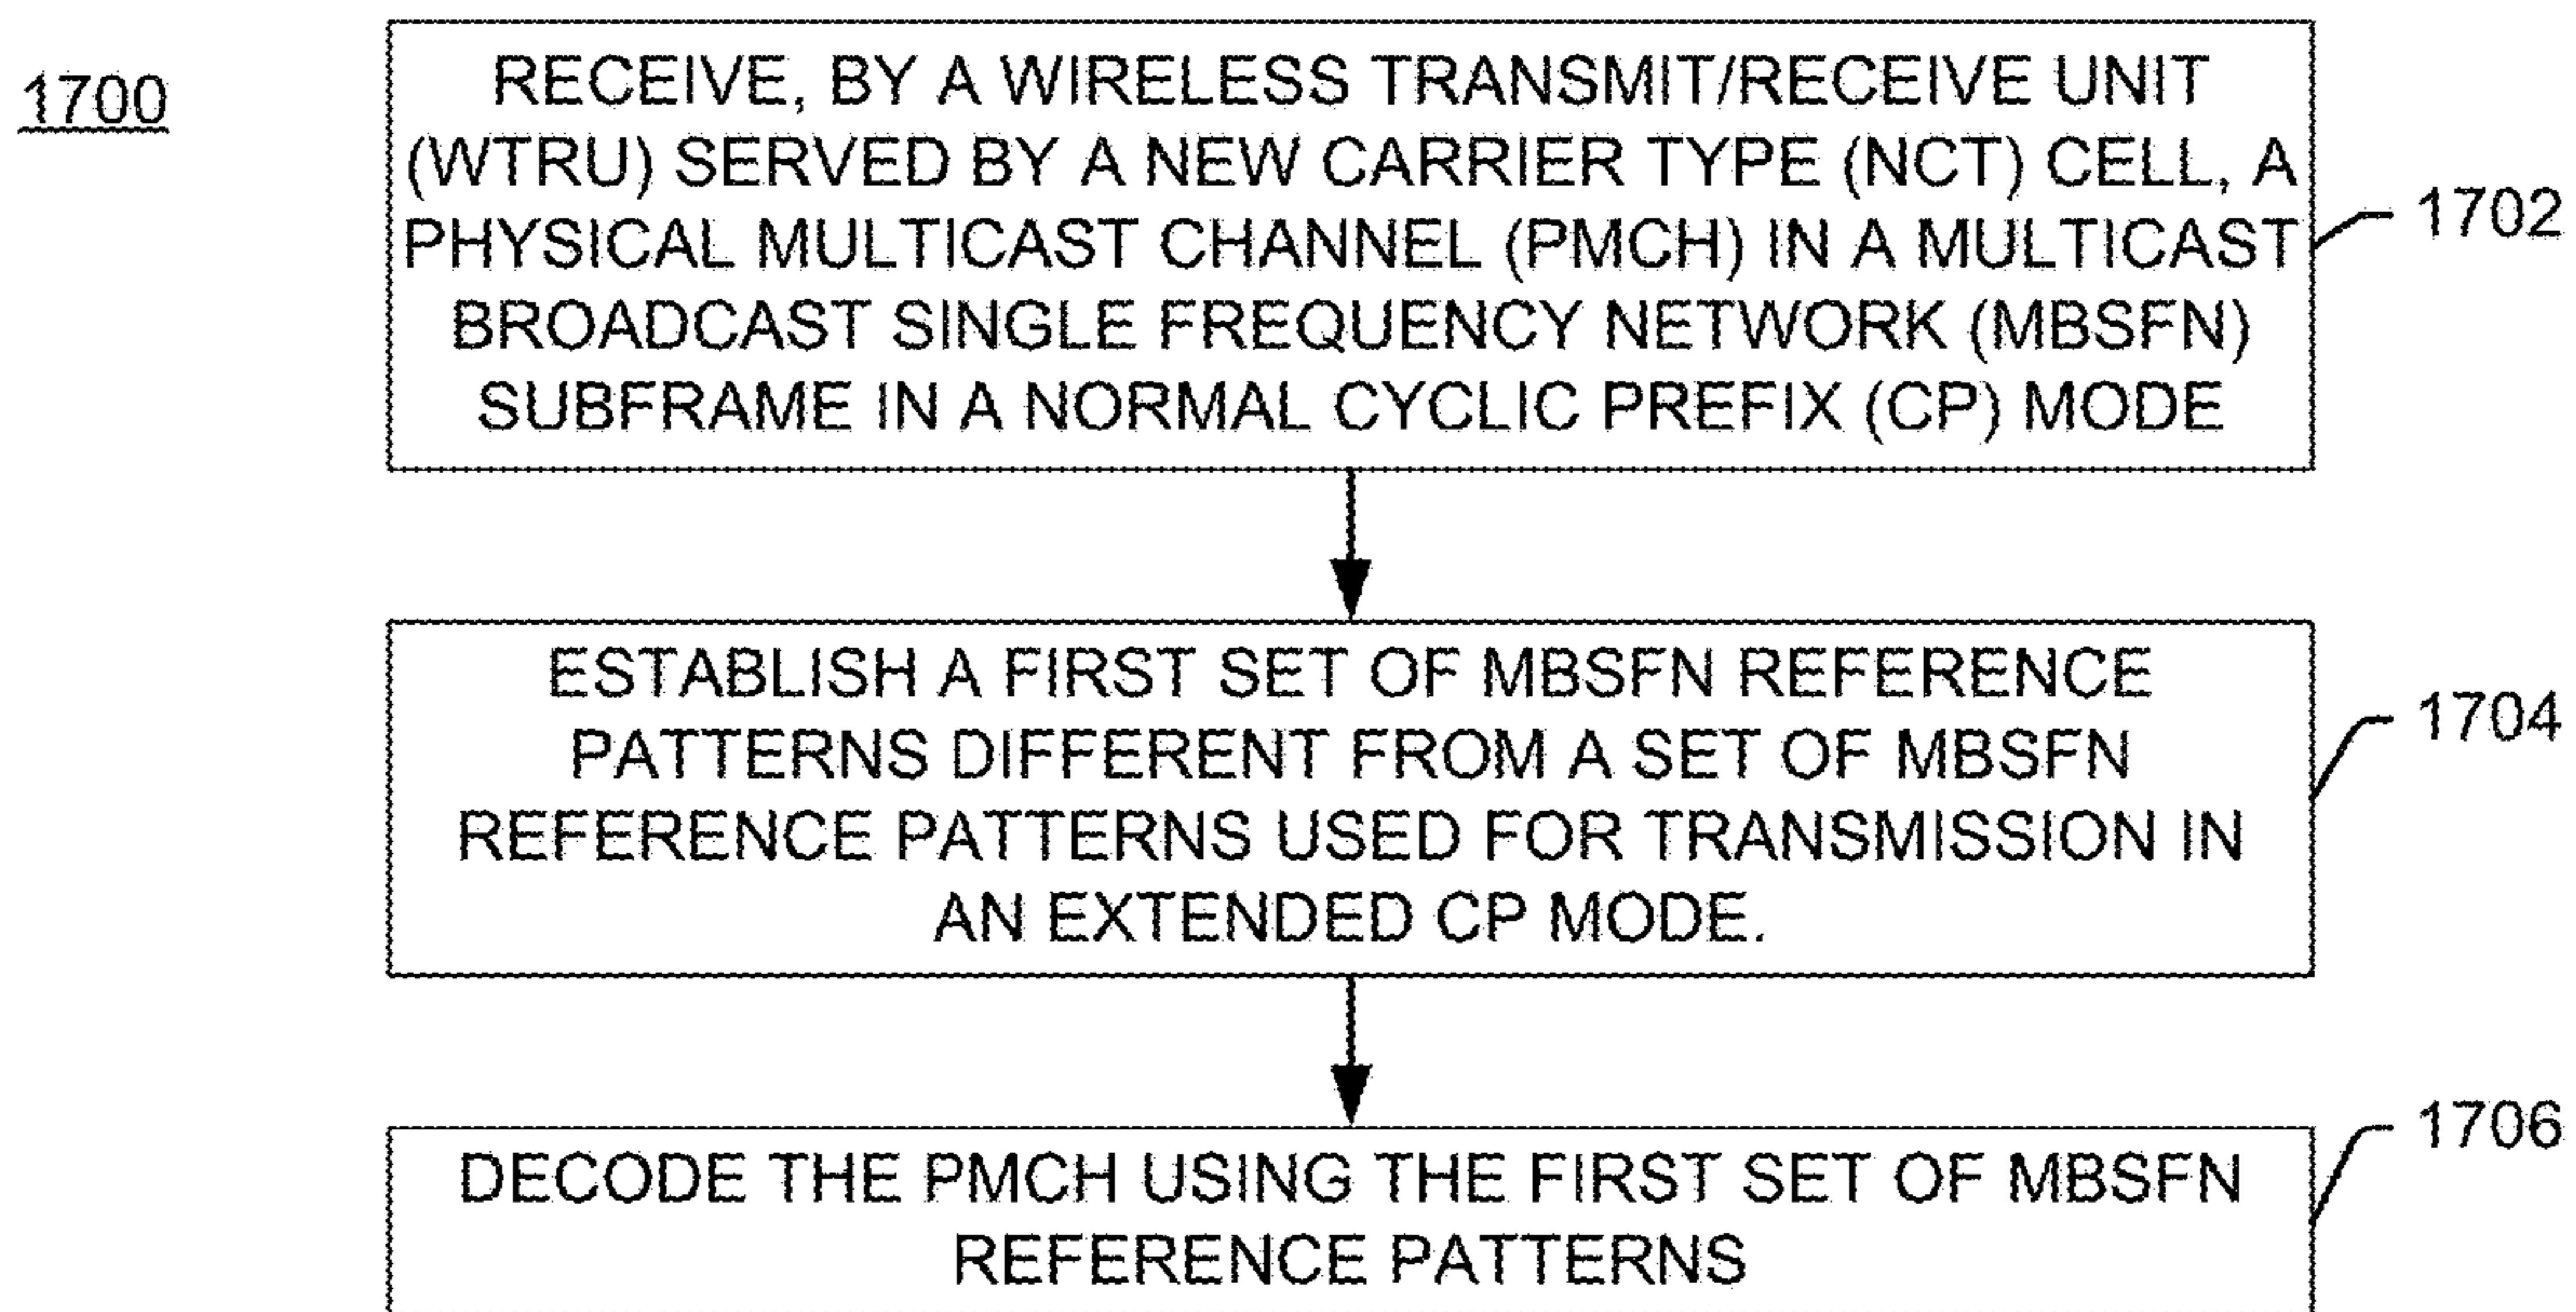 1700
RECEIVE, BY A WIRELESS TRANSMIT/RECEIVE UNIT
(WTRU) SERVED BY A NEW CARRIER TYPE (NCT) CELL, A
PHYSICAL MULTICAST CHANNEL (PMCH) IN A MULTICAST
BROADCAST SINGLE FREQUENCY NETWORK (MBSFN)
SUBFRAME IN A NORMAL CYCLIC PREFIX (CP) MODE
1702
ESTABLISH A FIRST SET OF MBSFN REFERENCE
PATTERNS DIFFERENT FROM A SET OF MBSFN
REFERENCE PATTERNS USED FOR TRANSMISSION IN
AN EXTENDED CP MODE.
1704
DECODE THE PMCH USING THE FIRST SET OF MBSFN
REFERENCE PATTERNS
1706